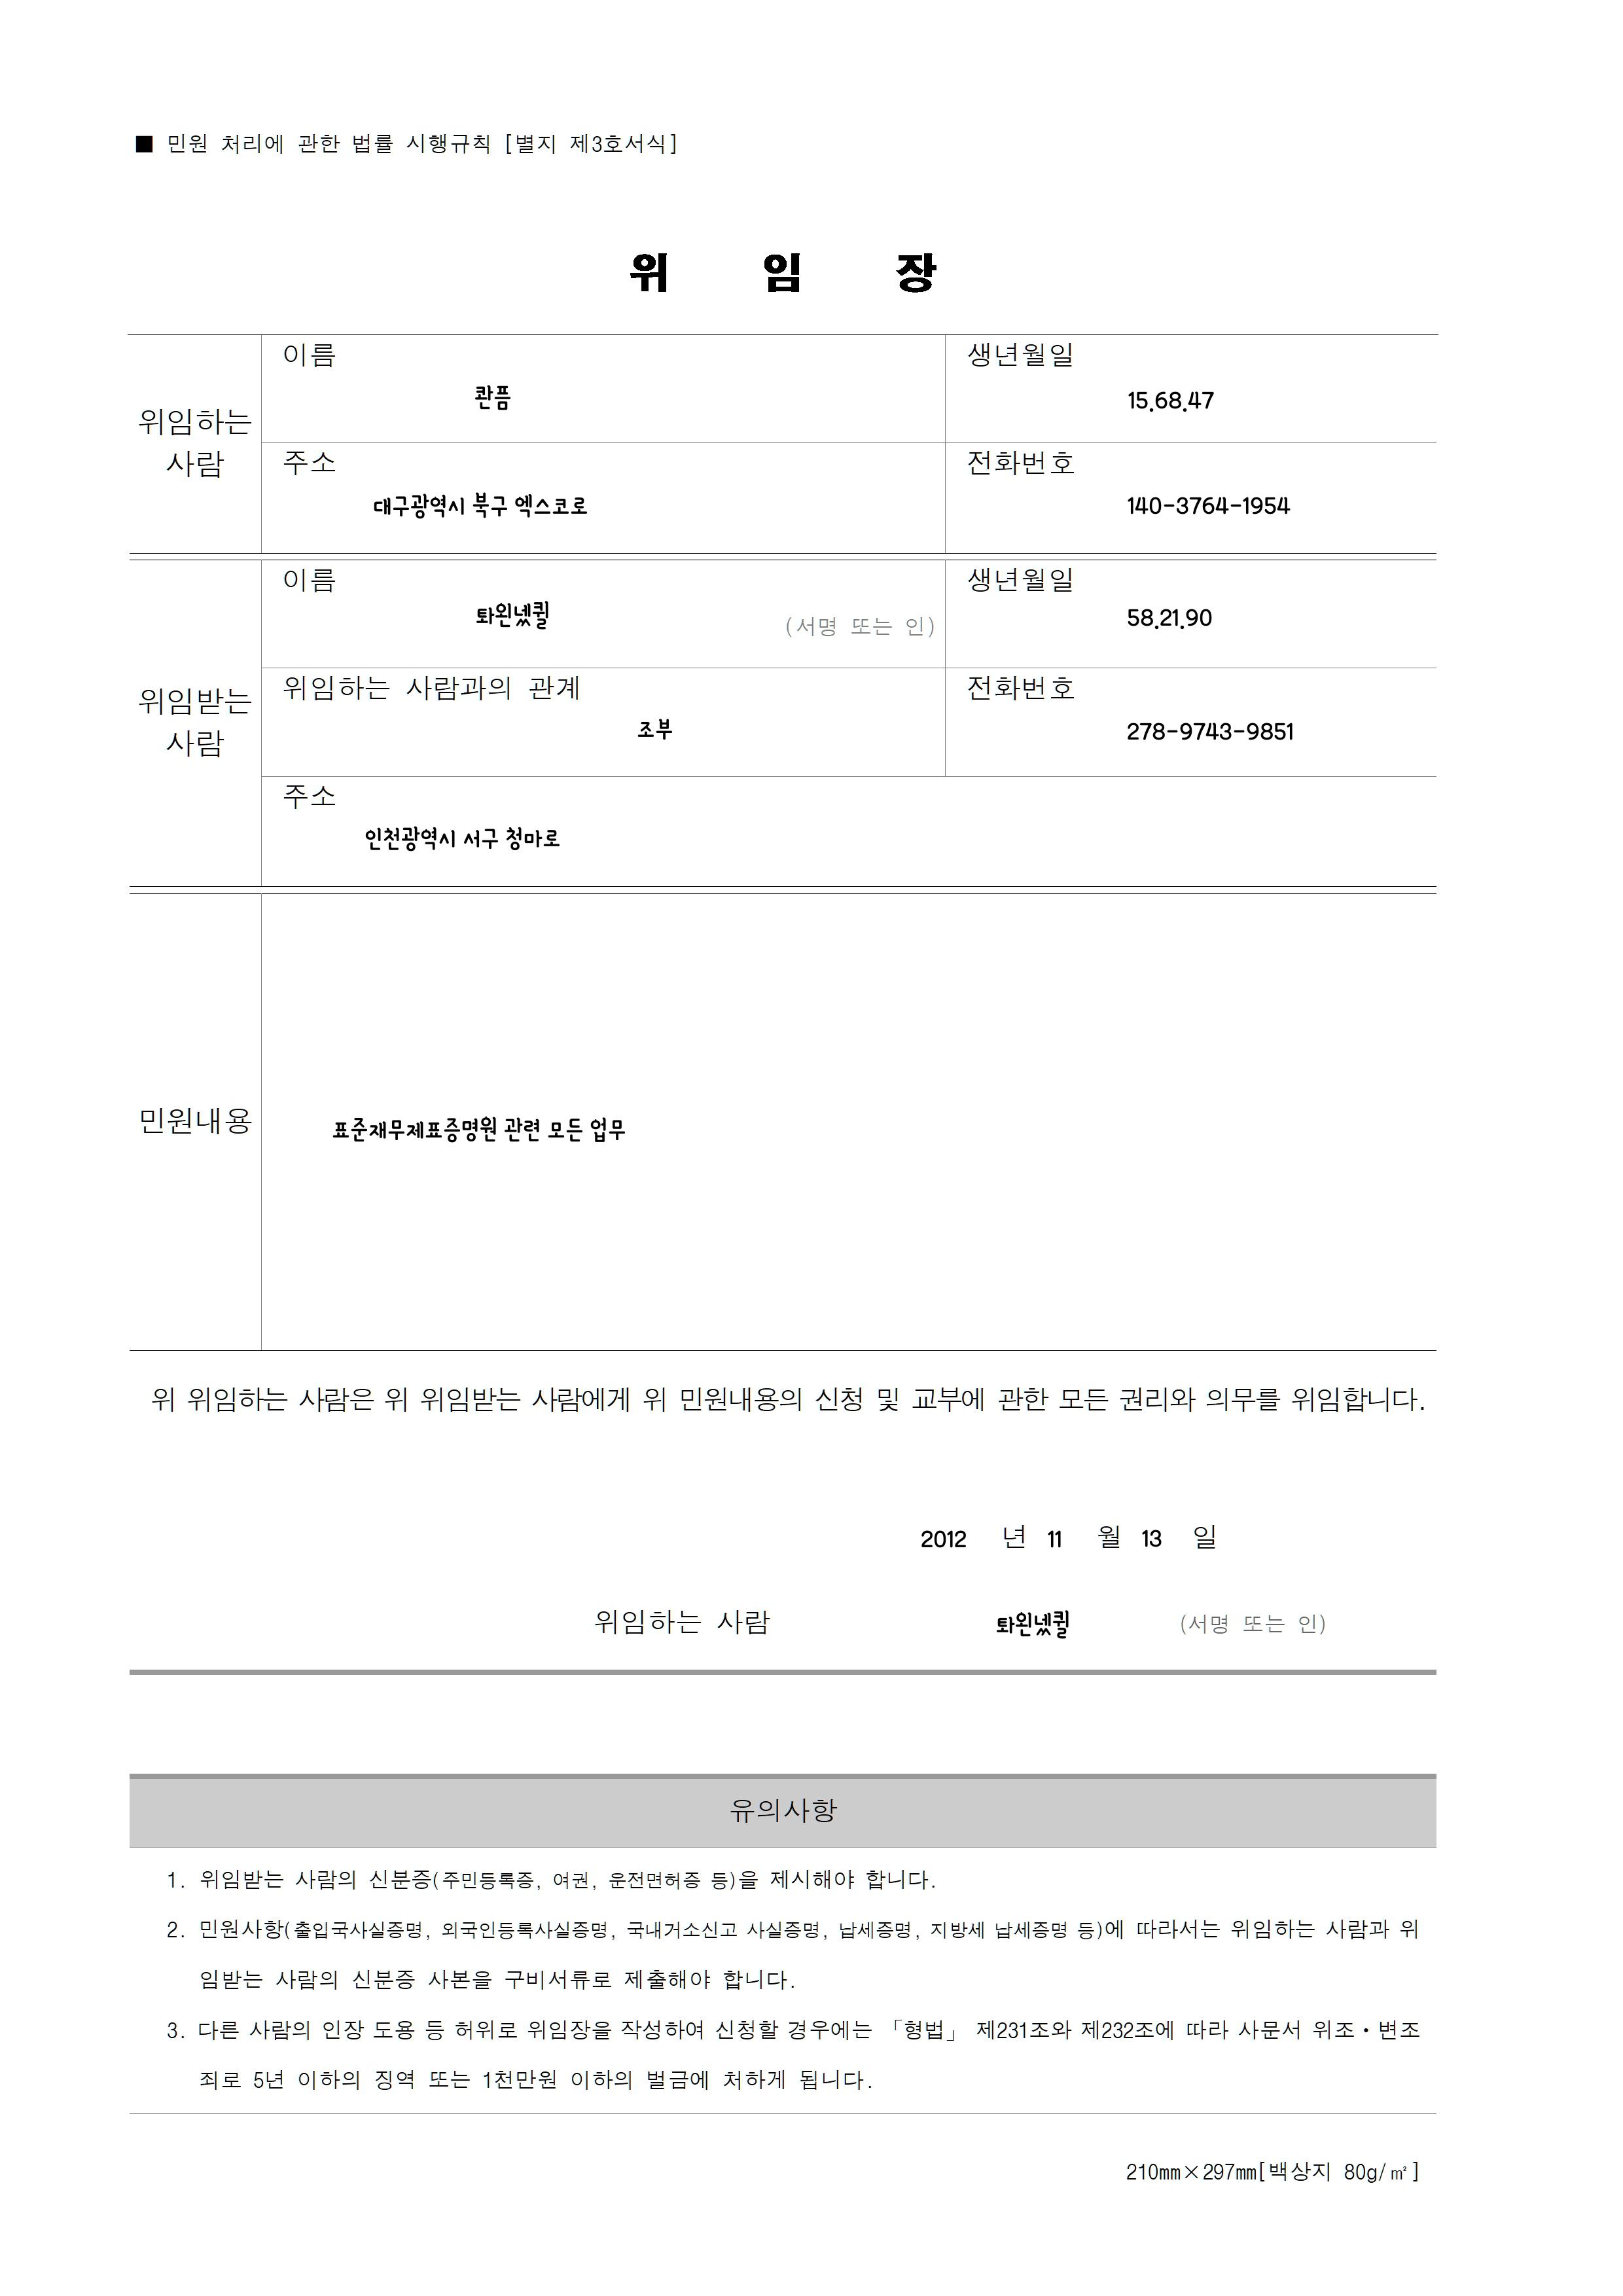 ■ 민원 처리에 관한 법률 시행규칙 [별지 제3호서식]
위 임 장
위임하는 사람
이름
콴픔
생년월일
15.68.47
주소
대구광역시 북구 엑스코로
전화번호
140-3764-1954
위임받는 사람
이름
톼왼넸퀼
(서명 또는 인)
생년월일
58.21.90
위임하는 사람과의 관계
조부
전화번호
278-9743-9851
주소
인천광역시 서구 청마로
민원내용
표준재무제표증명원 관련 모든 업무
위 위임하는 사람은 위 위임받는 사람에게 위 민원내용의 신청 및 교부에 관한 모든 권리와 의무를 위임합니다.
2012 년 11 월 13 일
위임하는 사람 톼왼넸퀼 (서명 또는 인)
유의사항
1. 위임받는 사람의 신분증(주민등록증, 여권, 운전면허증 등)을 제시해야 합니다.
2. 민원사항(출입국사실증명, 외국인등록사실증명, 국내거소신고 사실증명, 납세증명, 지방세 납세증명 등)에 따라서는 위임하는 사람과 위
임받는 사람의 신분증 사본을 구비서류로 제출해야 합니다.
3. 다른 사람의 인장 도용 등 허위로 위임장을 작성하여 신청할 경우에는 「형법」 제231조와 제232조에 따라 사문서 위조·변조
죄로 5년 이하의 징역 또는 1천만원 이하의 벌금에 처하게 됩니다.
210㎜×297㎜[백상지 80g/㎡]